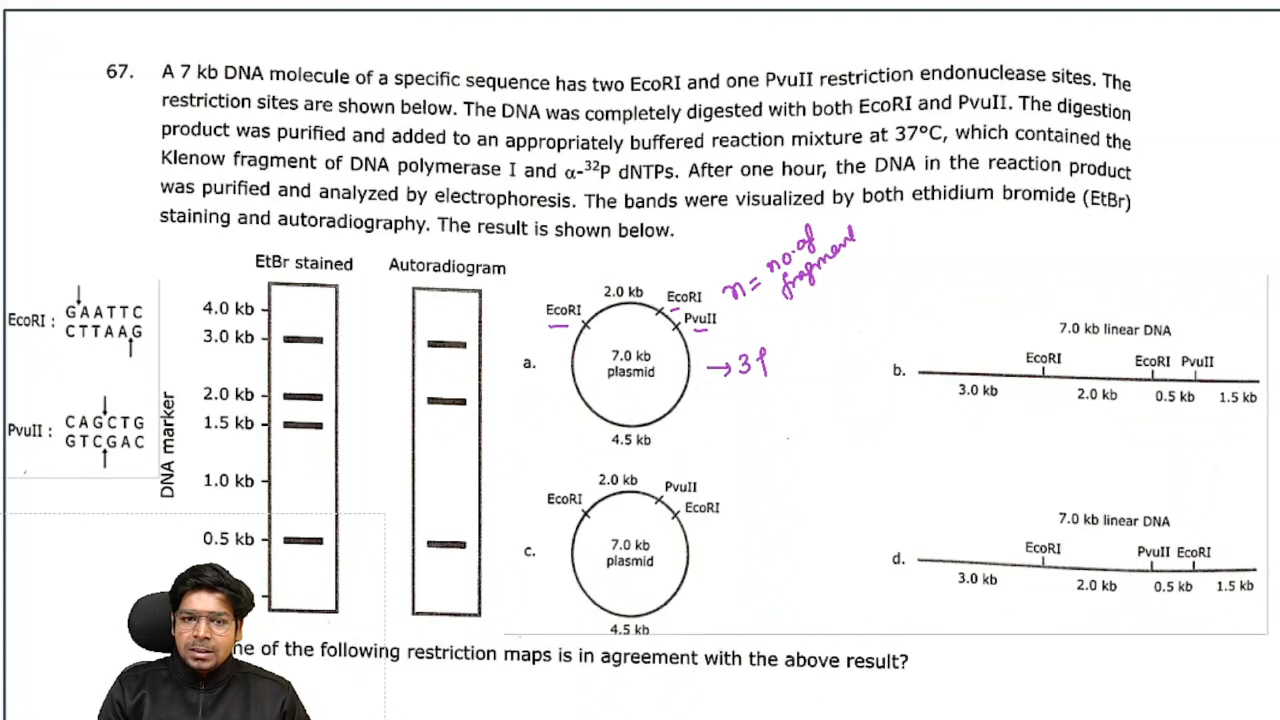 67. A 7 kb DNA molecule of a specific sequence has two EcoRI and one PvuII restriction endonuclease sites. The
restriction sites are shown below. The DNA was completely digested with both EcoRI and PvuII. The digestion
product was purified and added to an appropriately buffered reaction mixture at 37°C, which contained the
Klenow fragment of DNA polymerase I and α-³²P dNTPs. After one hour, the DNA in the reaction product
was purified and analyzed by electrophoresis. The bands were visualized by both ethidium bromide (EtBr)
staining and autoradiography. The result is shown below.
EcoRI :
GAATTC
CTTAAG
PvuII :
CAGCTG
GTCGAC
DNA marker
EtBr stained
Autoradiogram
4.0 kb
3.0 kb
2.0 kb
1.5 kb
1.0 kb
0.5 kb
a.
2.0 kb
EcoRI
EcoRI
PvuII
7.0 kb
plasmid
4.5 kb
n = no. of
fragment
→ 3f
b.
7.0 kb linear DNA
EcoRI EcoRI PvuII
3.0 kb 2.0 kb 0.5 kb 1.5 kb
c.
2.0 kb
EcoRI
PvuII
EcoRI
7.0 kb
plasmid
4.5 kb
d.
7.0 kb linear DNA
EcoRI PvuII EcoRI
3.0 kb 2.0 kb 0.5 kb 1.5 kb
ne of the following restriction maps is in agreement with the above result?